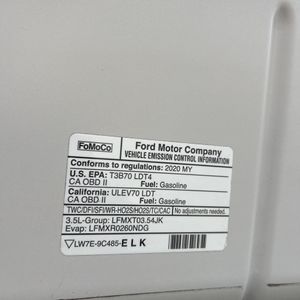 FoMoCo
Ford Motor Company
VEHICLE EMISSION CONTROL INFORMATION
Conforms to regulations: 2020 MY
U.S. EPA: T3B70 LDT4
CA OBD II Fuel: Gasoline
California: ULEV70 LDT
CA OBD II Fuel: Gasoline
TWC/DFI/SFI/WR-HO2S/HO2S/TC/CAC No adjustments needed.
3.5L-Group: LFMXT03.54JK
Evap: LFMXR0260NDG
LW7E-9C485-ELK